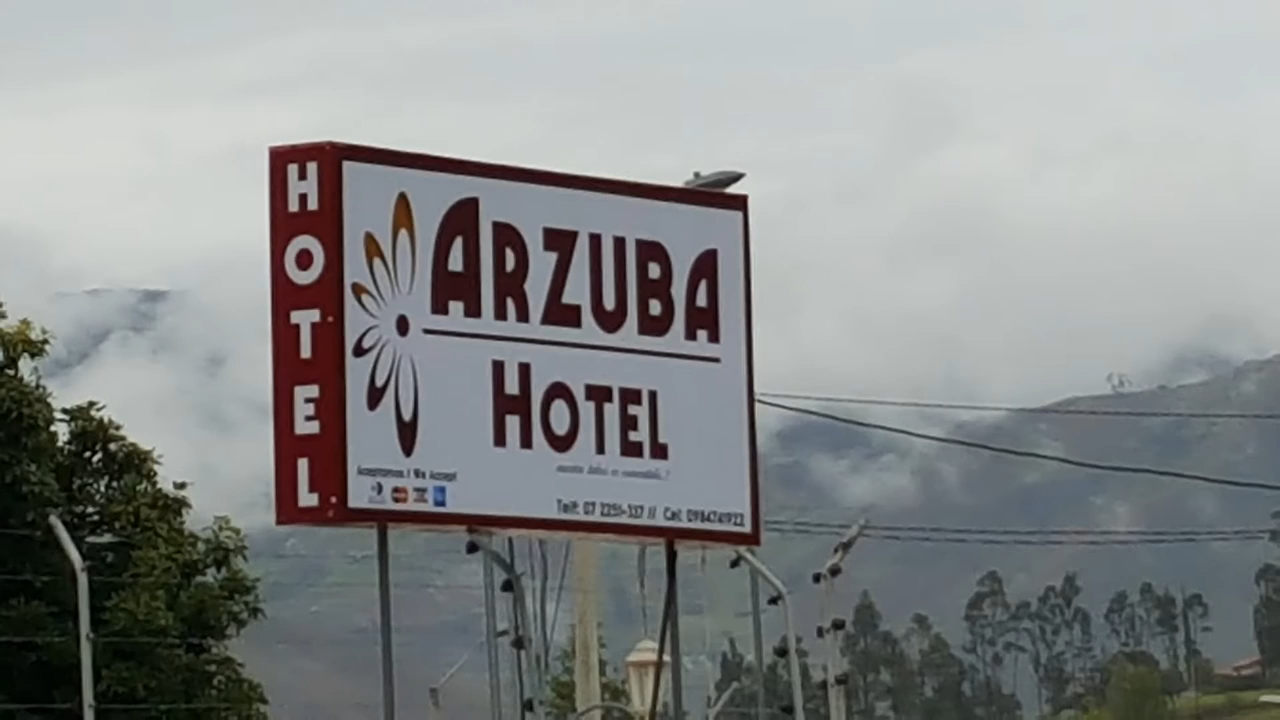 HOTEL
ARZUBA
HOTEL
Aceptamos / We Accept
Telf: 07 2251-337 // Cel: 0984741922